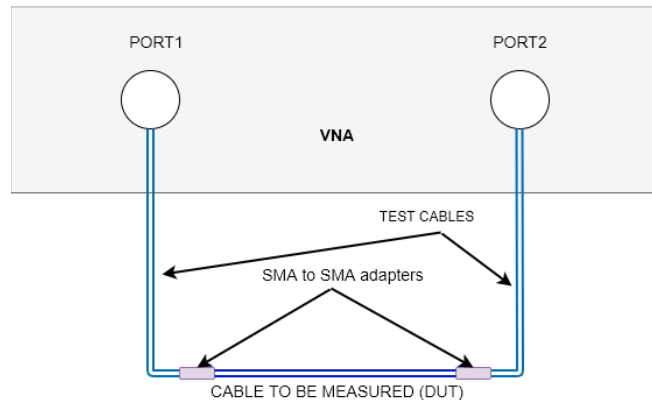 PORT1
PORT2
VNA
TEST CABLES
SMA to SMA adapters
CABLE TO BE MEASURED (DUT)